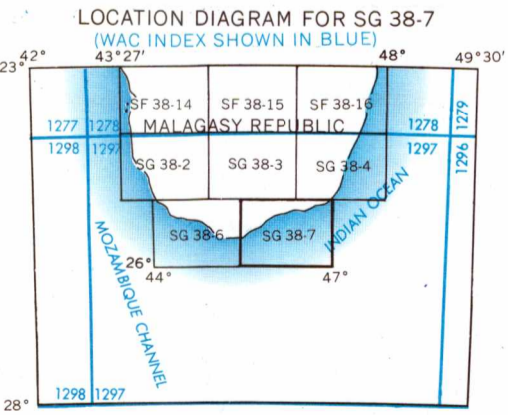 LOCATION DIAGRAM FOR SG 38-7
(WAC INDEX SHOWN IN BLUE)
42° 43°27' 48° 49°30'
23°
SF 38-14 SF 38-15 SF 38-16
1279
1277 1278 MALAGASY REPUBLIC 1278
1298 1297 1297 1296
SG 38-2 SG 38-3 SG 38-4
INDIAN OCEAN
SG 38-6 SG 38-7
MOZAMBIQUE CHANNEL
26°
44° 47°
1298 1297
28°